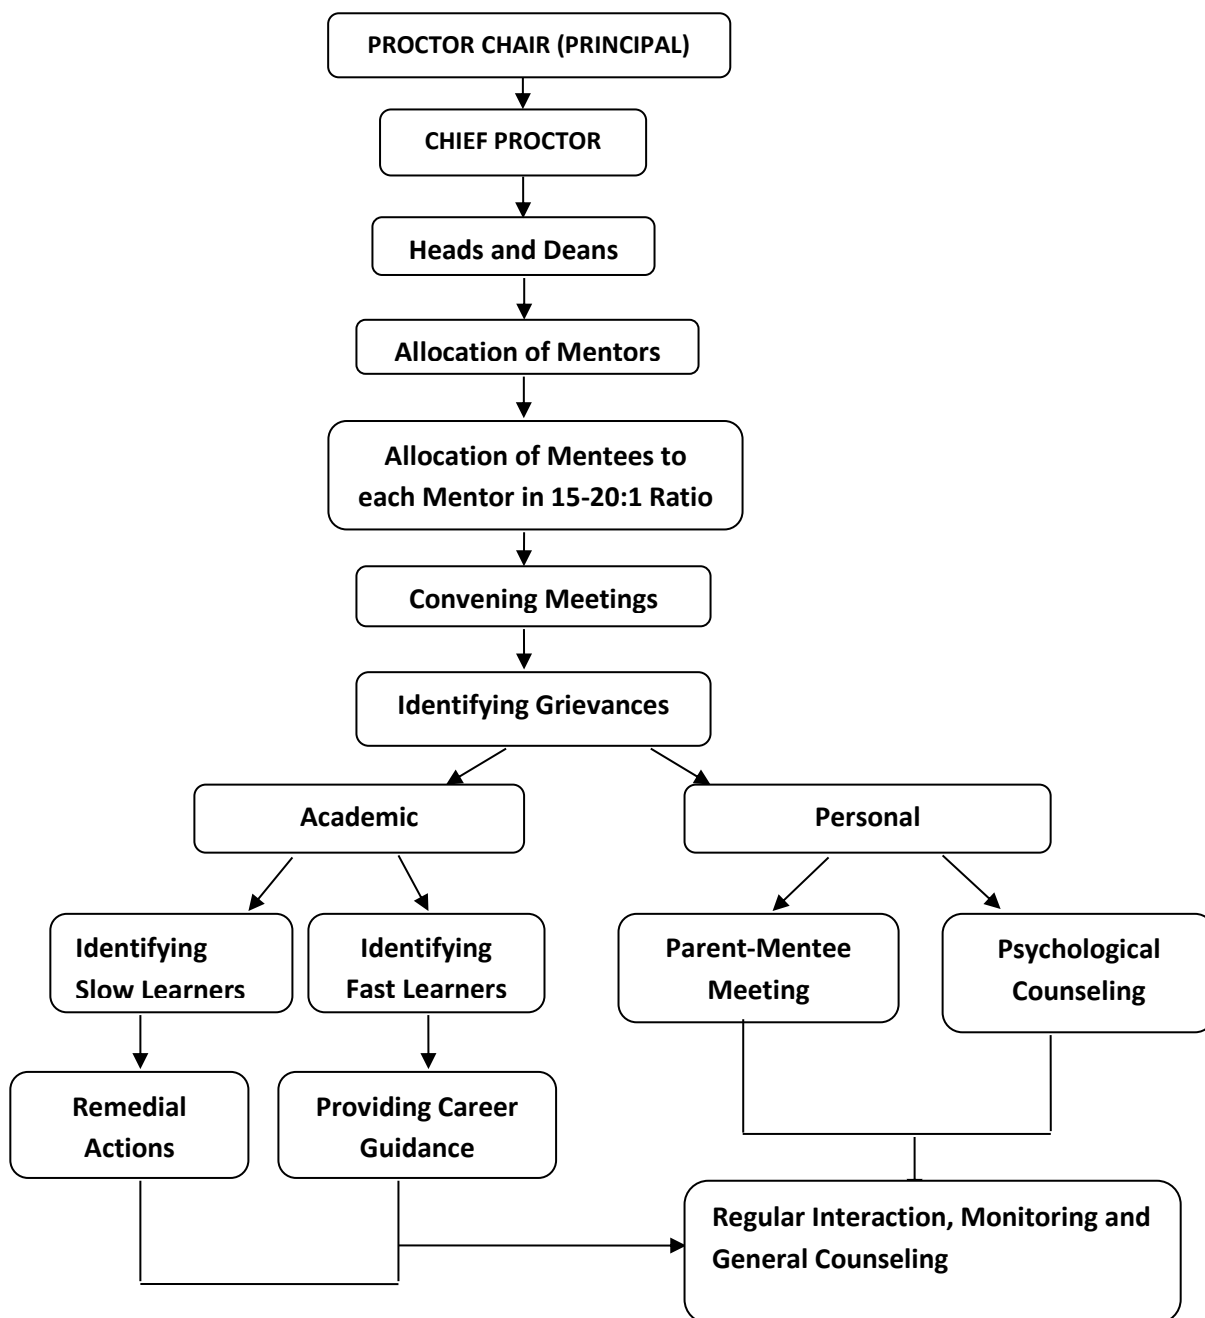 PROCTOR CHAIR (PRINCIPAL)
CHIEF PROCTOR
Heads and Deans
Allocation of Mentors
Allocation of Mentees to
each Mentor in 15-20:1 Ratio
Convening Meetings
Identifying Grievances
Academic
Personal
Identifying
Slow Learners
Identifying
Fast Learners
Parent-Mentee
Meeting
Psychological
Counseling
Remedial
Actions
Providing Career
Guidance
Regular Interaction, Monitoring and
General Counseling